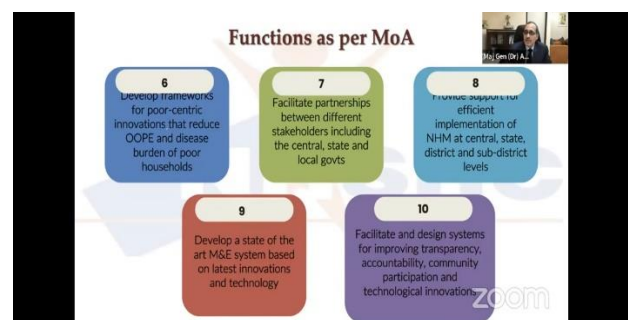 Functions as per MoA
Maj Gen (Dr) A...
6
Develop frameworks
for poor-centric
innovations that reduce
OOPE and disease
burden of poor
households
7
Facilitate partnerships
between different
stakeholders including
the central, state and
local govts
8
Provide support for
efficient
implementation of
NHM at central, state,
district and sub-district
levels
9
Develop a state of the
art M&E system based
on latest innovations
and technology
10
Facilitate and design systems
for improving transparency,
accountability, community
participation and
technological innovations
zoom